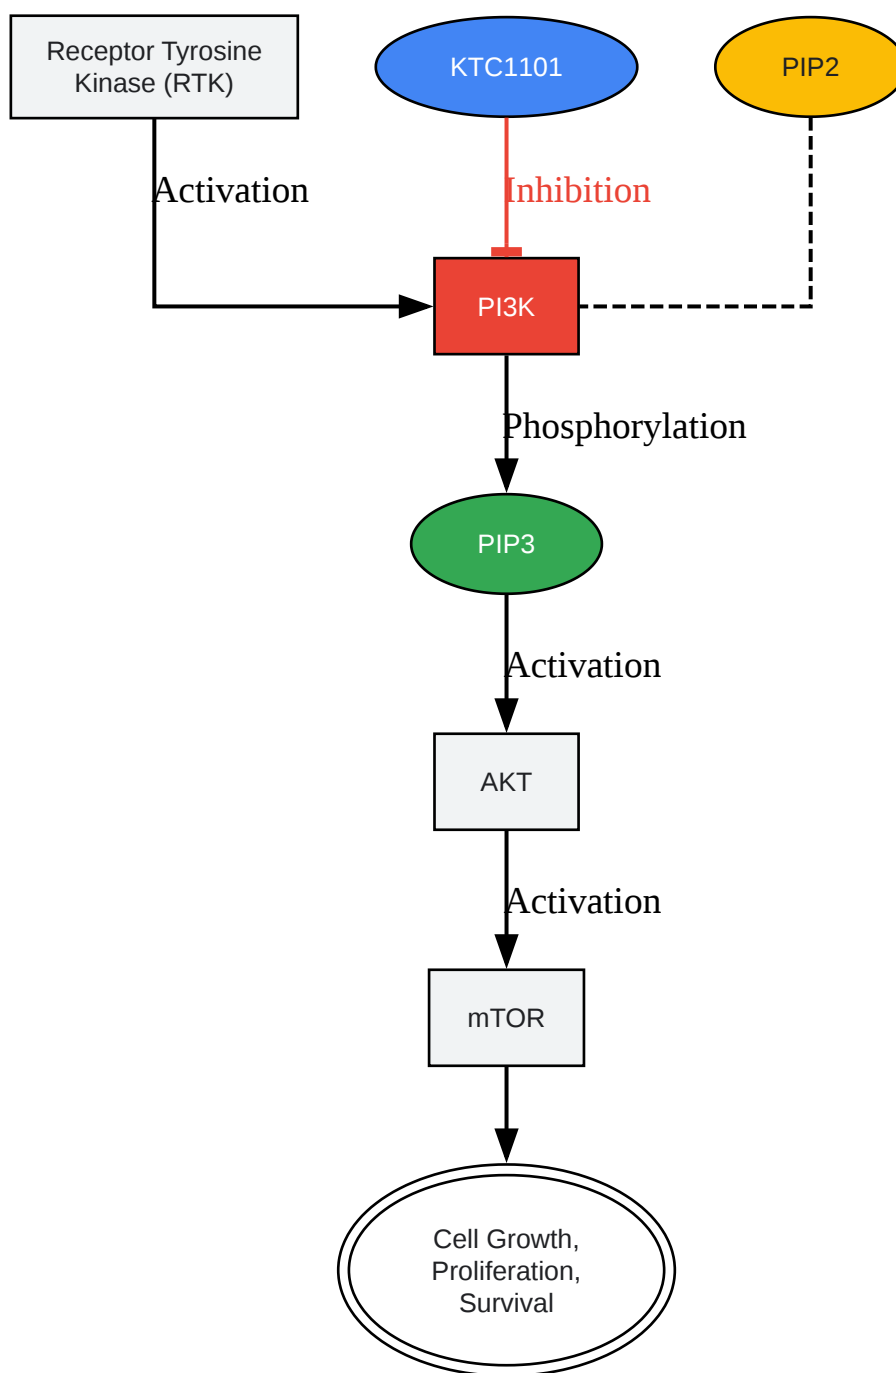 Receptor Tyrosine
Kinase (RTK)
KTC1101
PIP2
Activation
Inhibition
PI3K
Phosphorylation
PIP3
Activation
AKT
Activation
mTOR
Cell Growth,
Proliferation,
Survival